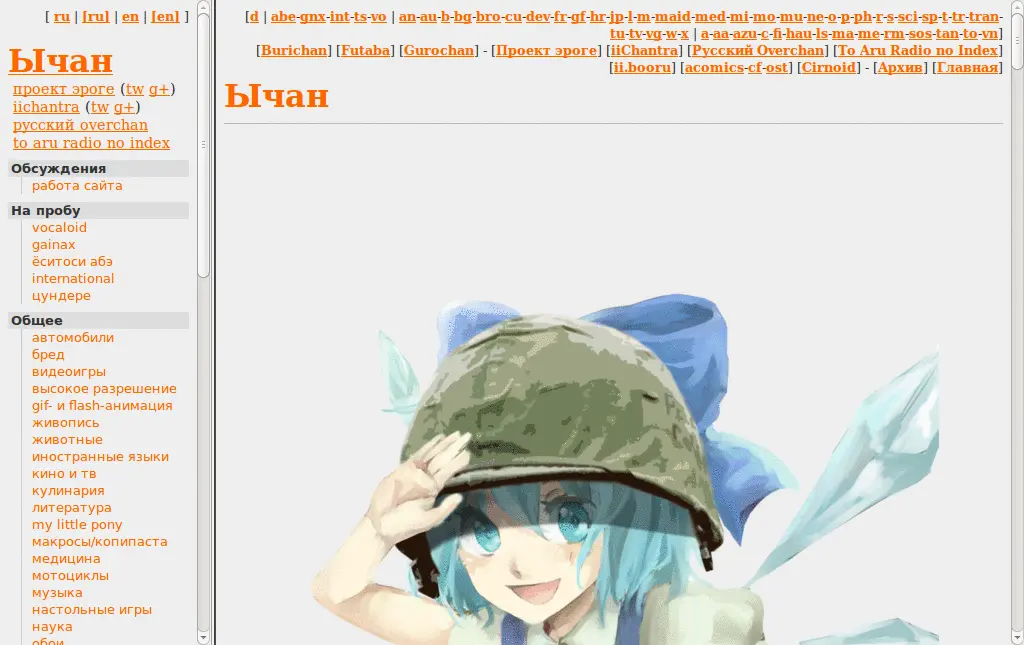 [ ru | [ru] | en | [en] ]
Ычан
проект эроге (tw g+)
iichantra (tw g+)
русский overchan
to aru radio no index
Обсуждения
работа сайта
На пробу
vocaloid
gainax
ёситоси абэ
international
цундере
Общее
автомобили
бред
видеоигры
высокое разрешение
gif- и flash-анимация
живопись
животные
иностранные языки
кино и тв
кулинария
литература
my little pony
макросы/копипаста
медицина
мотоциклы
музыка
настольные игры
наука
обои
[d | abe-gnx-int-ts-vo | an-au-b-bg-bro-cu-dev-fr-gf-hr-jp-l-m-maid-med-mi-mo-mu-ne-o-p-ph-r-s-sci-sp-t-tr-tran-
tu-tv-vg-w-x | a-aa-azu-c-fi-hau-ls-ma-me-rm-sos-tan-to-vn]
[Burichan] [Futaba] [Gurochan] - [Проект эроге] [iiChantra] [Русский Overchan] [To Aru Radio no Index]
[ii.booru] [acomics-cf-ost] [Cirnoid] - [Архив] [Главная]
Ычан